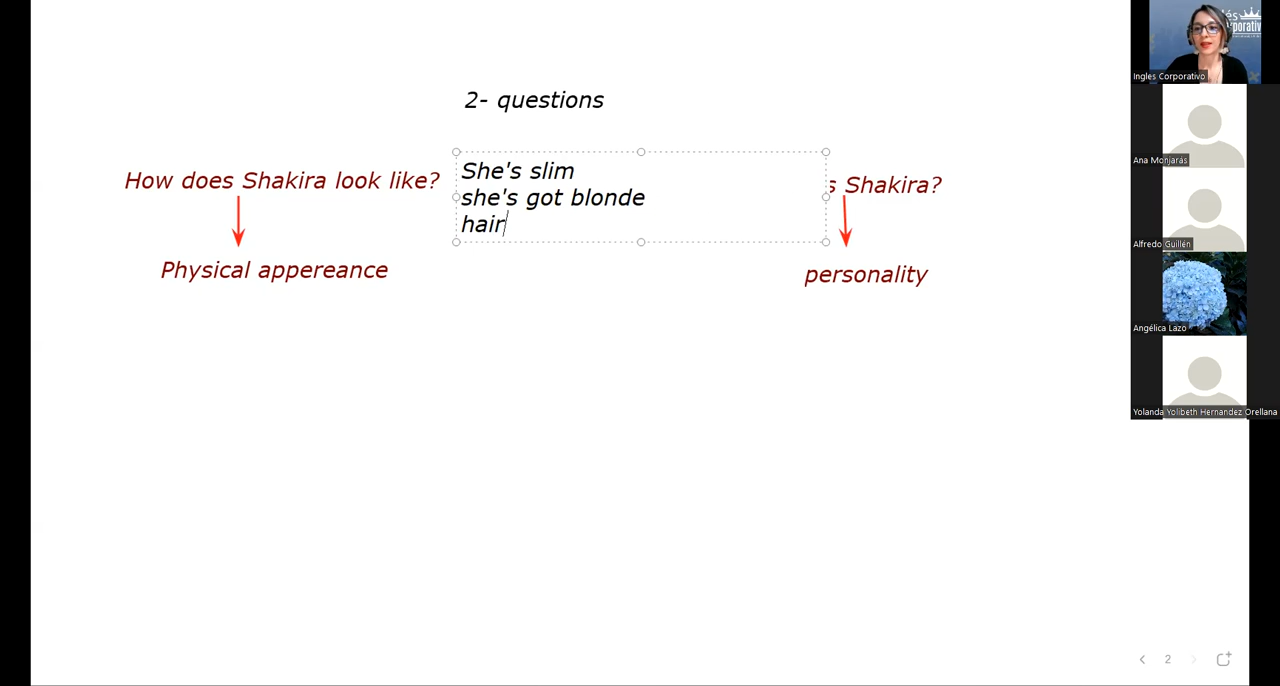 2- questions
How does Shakira look like?
She's slim
she's got blonde
hair
s Shakira?
Physical appereance
personality
Ingles Corporativo
Ana Monjarás
Alfredo Guillén
Angélica Lazo
Yolanda Yolibeth Hernandez Orellana
2